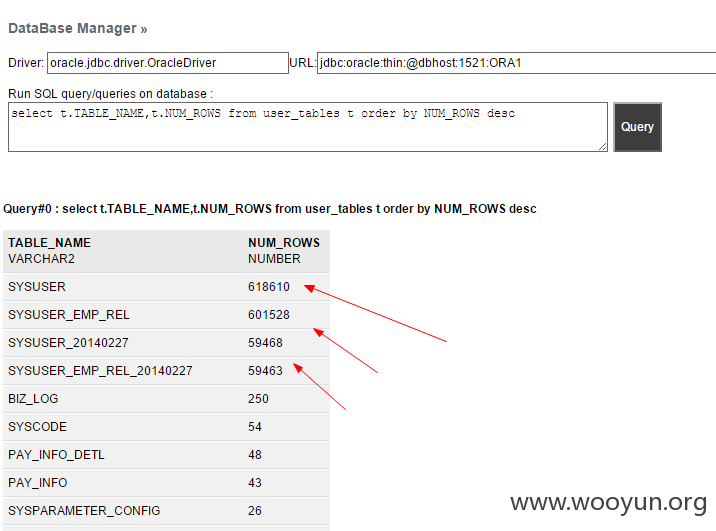 DataBase Manager »
Driver: oracle.jdbc.driver.OracleDriver URL: jdbc:oracle:thin:@dbhost:1521:ORA1
Run SQL query/queries on database :
select t.TABLE_NAME,t.NUM_ROWS from user_tables t order by NUM_ROWS desc
Query
Query#0 : select t.TABLE_NAME,t.NUM_ROWS from user_tables t order by NUM_ROWS desc
TABLE_NAME NUM_ROWS
VARCHAR2 NUMBER
SYSUSER 618610
SYSUSER_EMP_REL 601528
SYSUSER_20140227 59468
SYSUSER_EMP_REL_20140227 59463
BIZ_LOG 250
SYSCODE 54
PAY_INFO_DETL 48
PAY_INFO 43
SYSPARAMETER_CONFIG 26
www.wooyun.org